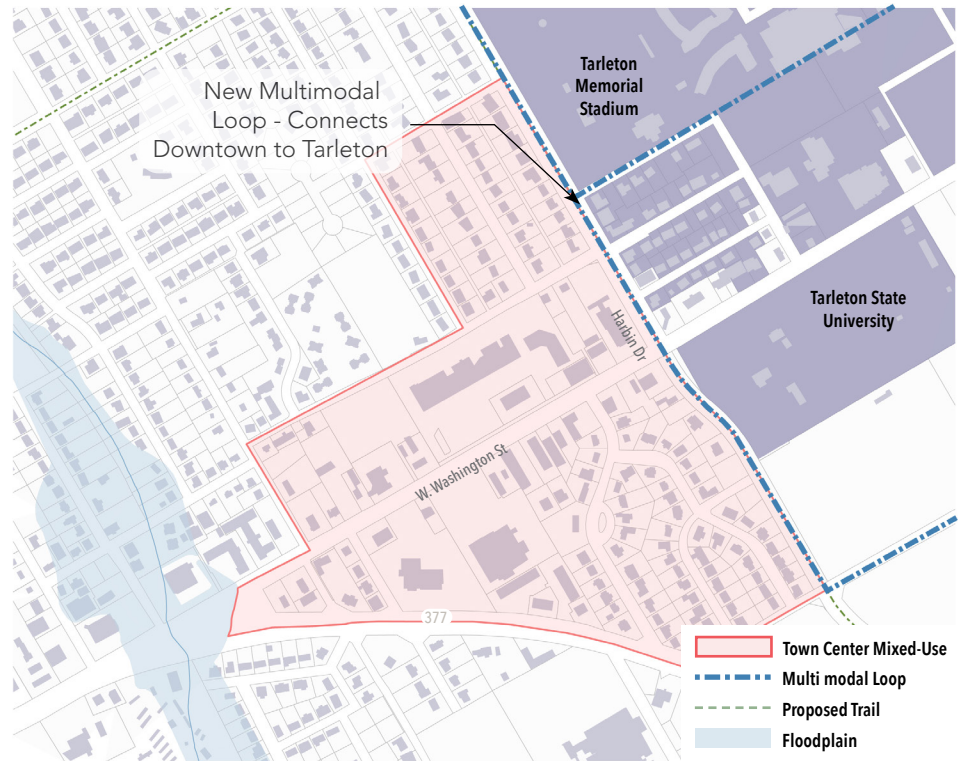 Tarleton
Memorial
Stadium
New Multimodal
Loop - Connects
Downtown to Tarleton
Tarleton State
University
Harbin Dr
W. Washington St
377
Town Center Mixed-Use
Multi modal Loop
Proposed Trail
Floodplain